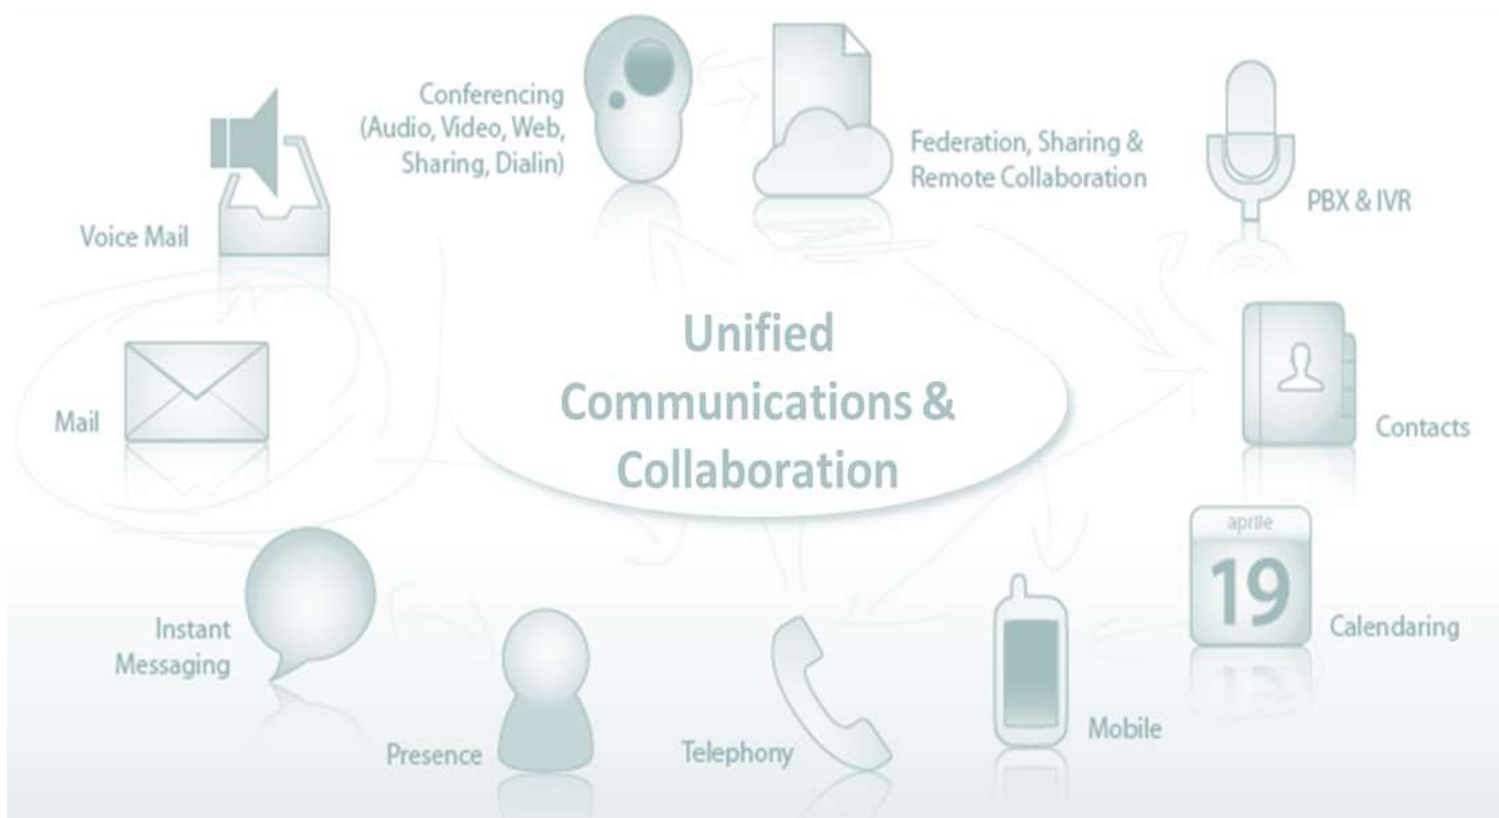 Conferencing
(Audio, Video, Web,
Sharing, Dialin)
Federation, Sharing &
Remote Collaboration
PBX & IVR
Voice Mail
Unified
Communications &
Collaboration
Mail
Contacts
aprile
19
Calendaring
Instant
Messaging
Presence
Telephony
Mobile